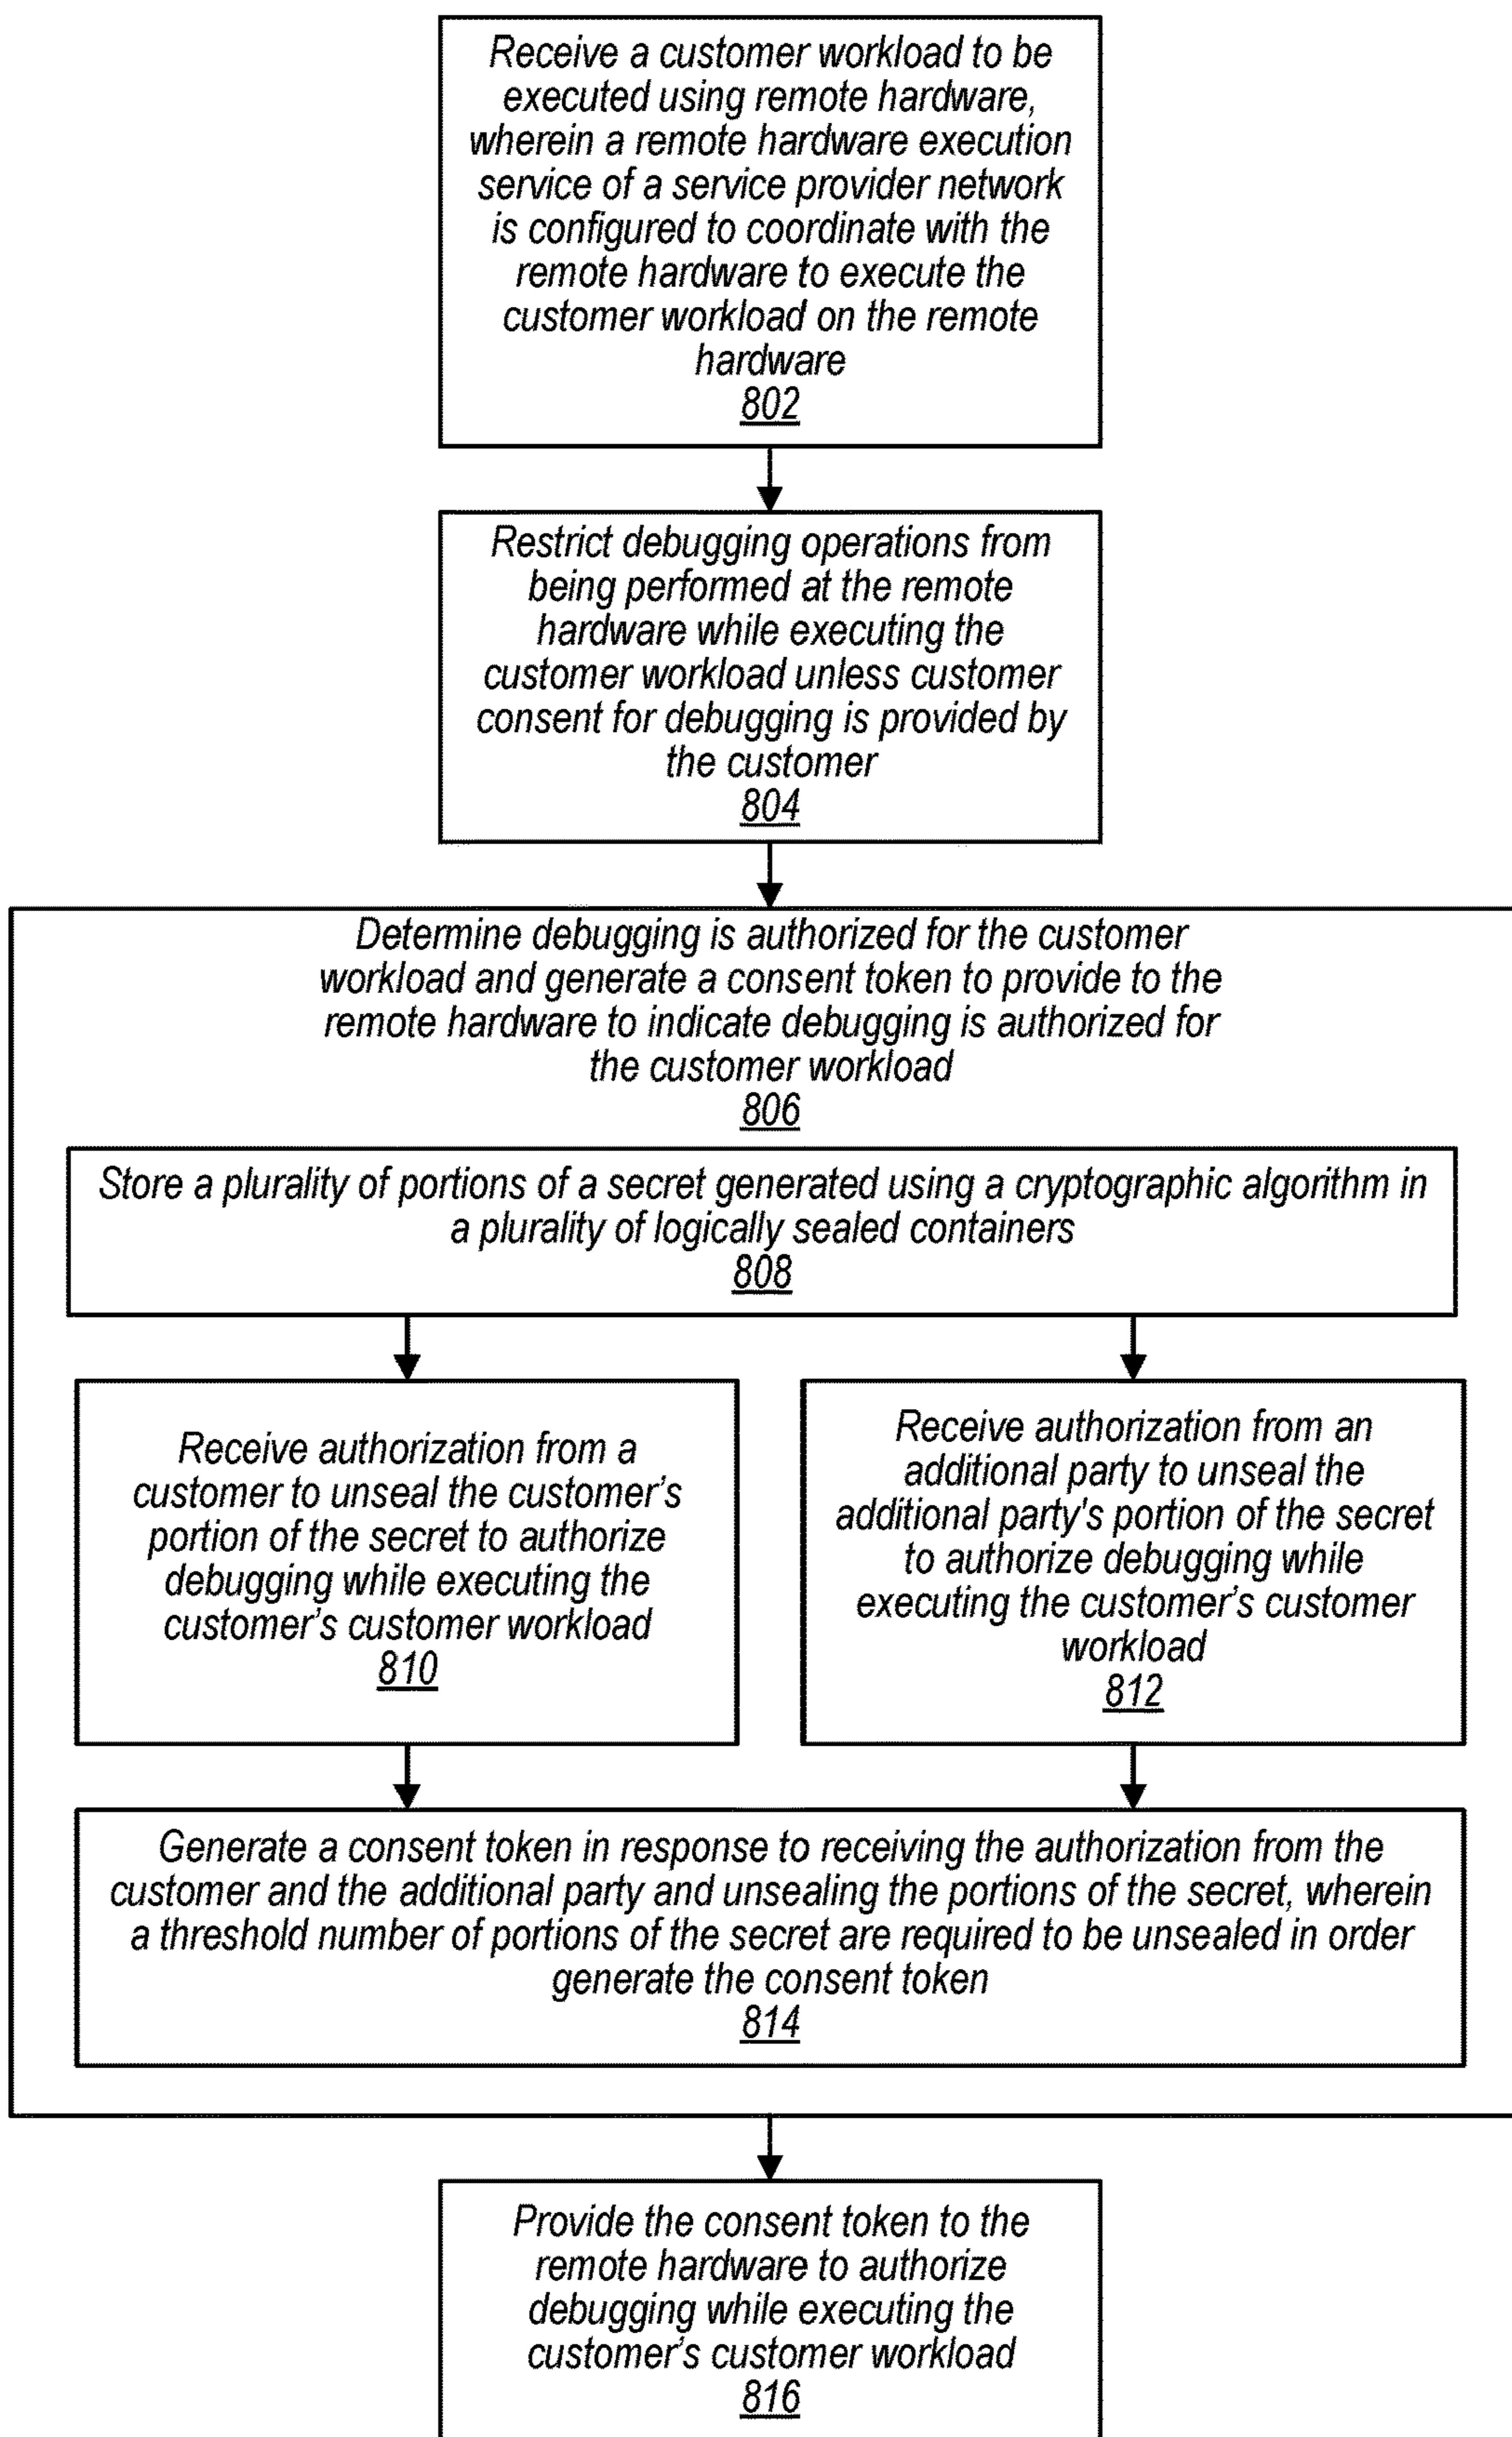 Receive a customer workload to be
executed using remote hardware,
wherein a remote hardware execution
service of a service provider network
is configured to coordinate with the
remote hardware to execute the
customer workload on the remote
hardware
802
Restrict debugging operations from
being performed at the remote
hardware while executing the
customer workload unless customer
consent for debugging is provided by
the customer
804
Determine debugging is authorized for the customer
workload and generate a consent token to provide to the
remote hardware to indicate debugging is authorized for
the customer workload
806
Store a plurality of portions of a secret generated using a cryptographic algorithm in
a plurality of logically sealed containers
808
Receive authorization from a
customer to unseal the customer's
portion of the secret to authorize
debugging while executing the
customer's customer workload
810
Receive authorization from an
additional party to unseal the
additional party's portion of the secret
to authorize debugging while
executing the customer's customer
workload
812
Generate a consent token in response to receiving the authorization from the
customer and the additional party and unsealing the portions of the secret, wherein
a threshold number of portions of the secret are required to be unsealed in order
generate the consent token
814
Provide the consent token to the
remote hardware to authorize
debugging while executing the
customer's customer workload
816